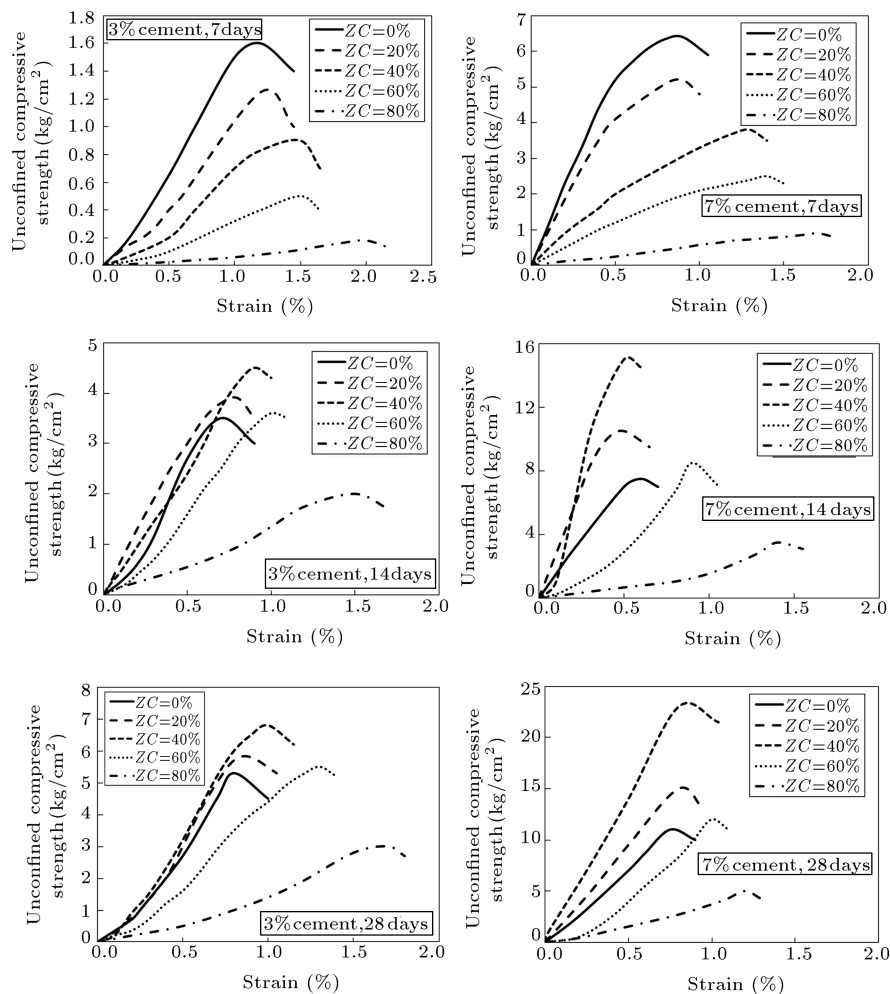 3% cement, 7days
ZC=0%
ZC=20%
ZC=40%
ZC=60%
ZC=80%
1.8
1.6
1.4
1.2
1.0
0.8
0.6
0.4
0.2
0.0
0.0 0.5 1.0 1.5 2.0 2.5
Unconfined compressive
strength (kg/cm²)
Strain (%)
ZC=0%
ZC=20%
ZC=40%
ZC=60%
ZC=80%
7% cement, 7days
7
6
5
4
3
2
1
0
0.0 0.5 1.0 1.5 2.0
Unconfined compressive
strength (kg/cm²)
Strain (%)
ZC=0%
ZC=20%
ZC=40%
ZC=60%
ZC=80%
3% cement, 14days
5
4
3
2
1
0
0.0 0.5 1.0 1.5 2.0
Unconfined compressive
strength (kg/cm²)
Strain (%)
ZC=0%
ZC=20%
ZC=40%
ZC=60%
ZC=80%
7% cement, 14days
16
12
8
4
0
0.0 0.5 1.0 1.5 2.0
Unconfined compressive
strength (kg/cm²)
Strain (%)
ZC=0%
ZC=20%
ZC=40%
ZC=60%
ZC=80%
3% cement, 28days
8
7
6
5
4
3
2
1
0
0.0 0.5 1.0 1.5 2.0
Unconfined compressive
strength (kg/cm²)
Strain (%)
ZC=0%
ZC=20%
ZC=40%
ZC=60%
ZC=80%
7% cement, 28days
25
20
15
10
5
0
0.0 0.5 1.0 1.5 2.0
Unconfined compressive
strength (kg/cm²)
Strain (%)